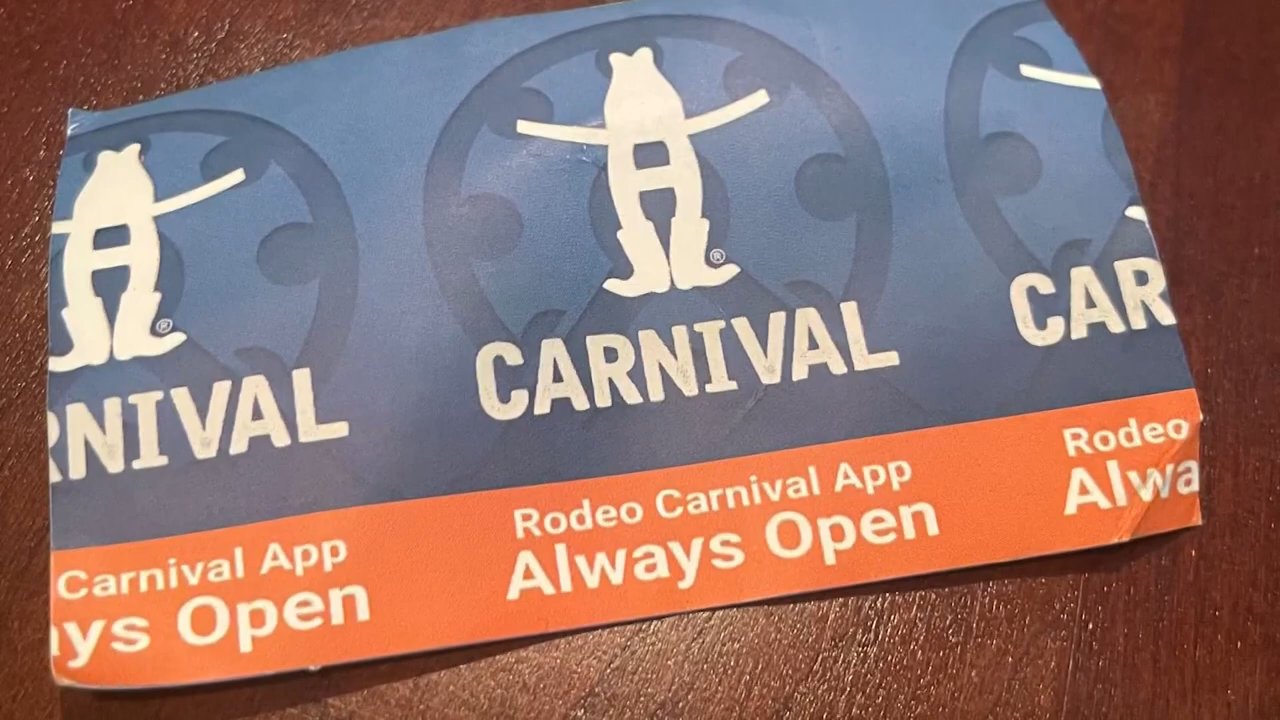 RNIVAL
®
CARNIVAL
®
CAR
Carnival App
ys Open
Rodeo Carnival App
Always Open
Rodeo
Alwa